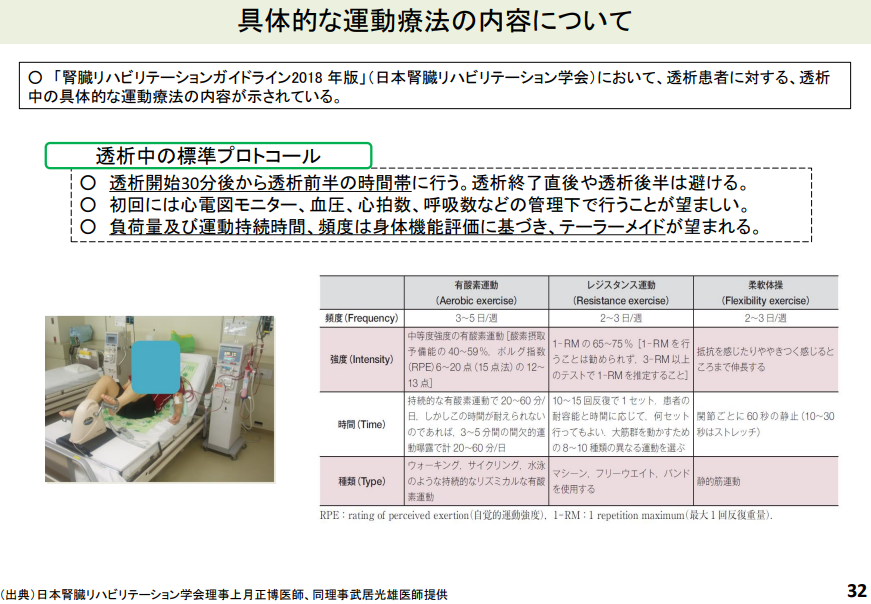 具体的な運動療法の内容について
○ 「腎臓リハビリテーションガイドライン2018 年版」（日本腎臓リハビリテーション学会）において、透析患者に対する、透析
中の具体的な運動療法の内容が示されている。
透析中の標準プロトコール
○ 透析開始30分後から透析前半の時間帯に行う。透析終了直後や透析後半は避ける。
○ 初回には心電図モニター、血圧、心拍数、呼吸数などの管理下で行うことが望ましい。
○ 負荷量及び運動持続時間、頻度は身体機能評価に基づき、テーラーメイドが望まれる。
有酸素運動
(Aerobic exercise)
レジスタンス運動
(Resistance exercise)
柔軟体操
(Flexibility exercise)
頻度(Frequency)
3〜5 日/週
2〜3 日/週
2〜3 日/週
強度(Intensity)
中等度強度の有酸素運動［酸素摂取
予備能の 40〜59％，ボルグ指数
(RPE) 6〜20 点 (15 点法) の 12〜
13 点］
1-RM の 65〜75％［1-RM を行
うことは勧められず，3-RM 以上
のテストで 1-RM を推定すること］
抵抗を感じたりややきつく感じると
ころまで伸長する
時間(Time)
持続的な有酸素運動で 20〜60 分/
日，しかしこの時間が耐えられない
のであれば，3〜5 分間の間欠的運
動曝露で計 20〜60 分/日
10〜15 回反復で 1 セット．患者の
耐容能と時間に応じて，何セット
行ってもよい．大筋群を動かすため
の 8〜10 種類の異なる運動を選ぶ
関節ごとに 60 秒の静止 (10〜30
秒はストレッチ)
種類(Type)
ウォーキング，サイクリング，水泳
のような持続的なリズミカルな有酸
素運動
マシーン，フリーウエイト，バンド
を使用する
静的筋運動
RPE：rating of perceived exertion(自覚的運動強度)，1-RM：1 repetition maximum(最大 1 回反復重量)．
（出典）日本腎臓リハビリテーション学会理事上月正博医師、同理事武居光雄医師提供
32